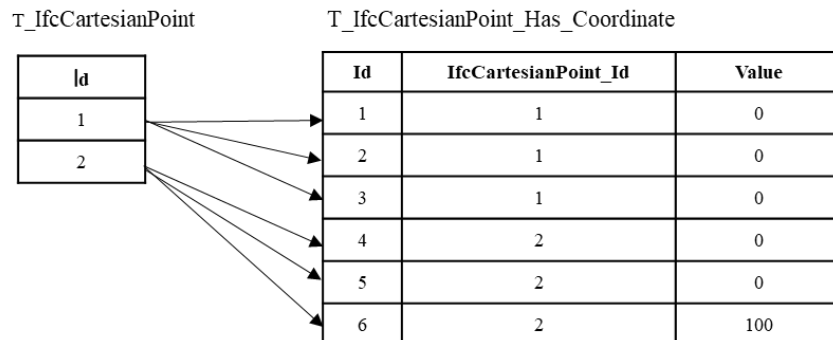 T_IfcCartesianPoint
T_IfcCartesianPoint_Has_Coordinate
Id
1
2
Id IfcCartesianPoint_Id Value
1 1 0
2 1 0
3 1 0
4 2 0
5 2 0
6 2 100